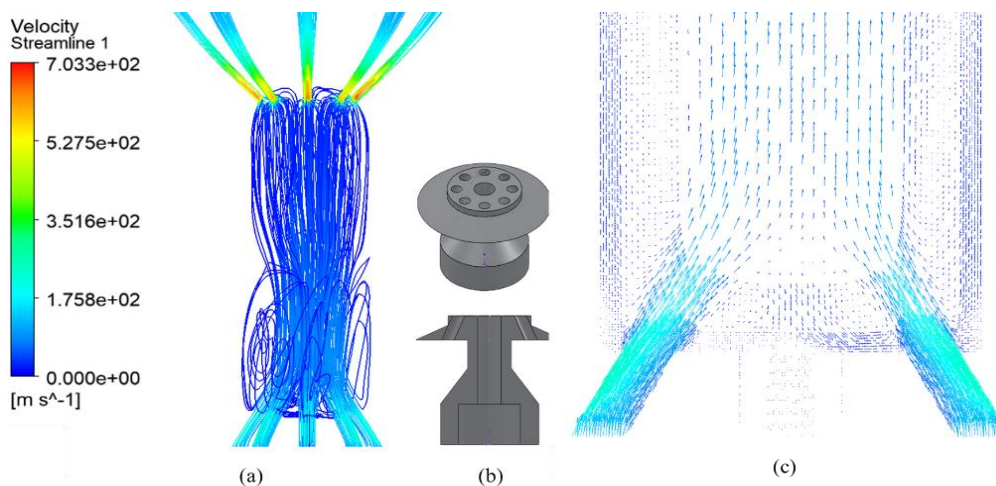 Velocity
Streamline 1
7.033e+02
5.275e+02
3.516e+02
1.758e+02
0.000e+00
[m s^-1]
(a)
(b)
(c)